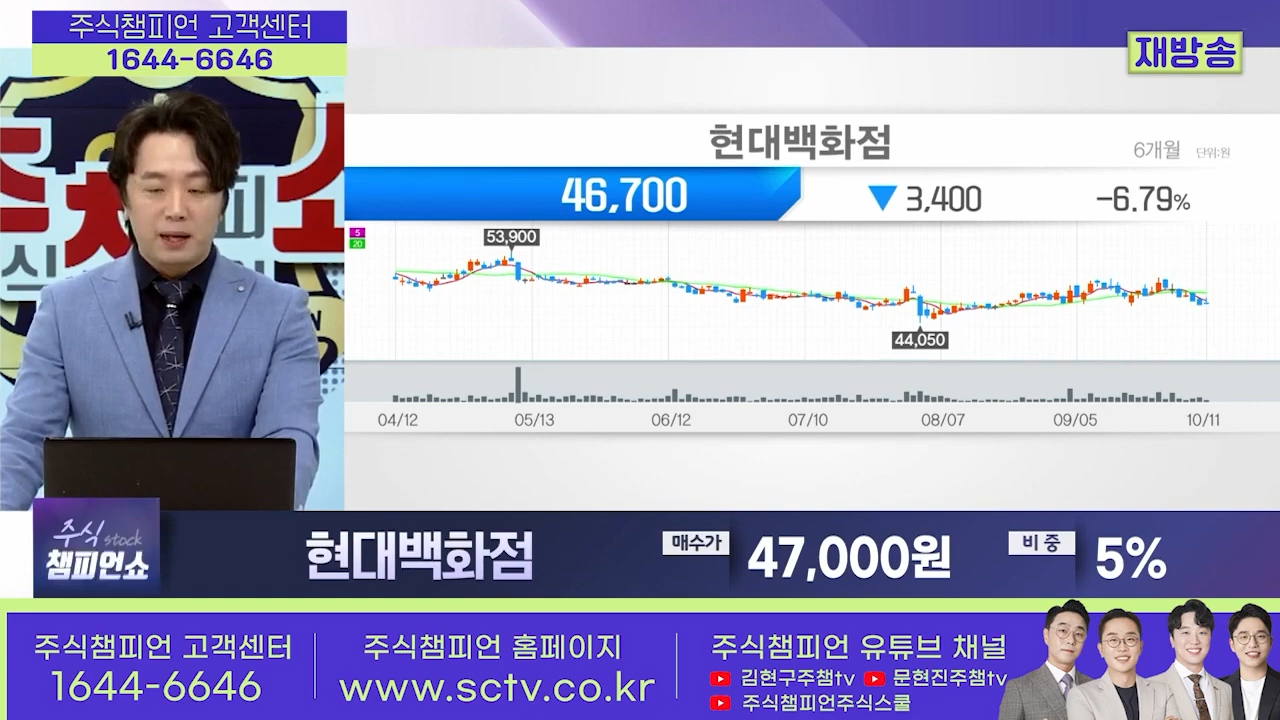 주식챔피언 고객센터
1644-6646
재방송
현대백화점
6개월 단위:원
46,700 ▼ 3,400 -6.79%
5
20
53,900
44,050
04/12 05/13 06/12 07/10 08/07 09/05 10/11
주식 stock
챔피언쇼
현대백화점 매수가 47,000원 비중 5%
주식챔피언 고객센터
1644-6646
주식챔피언 홈페이지
www.sctv.co.kr
주식챔피언 유튜브 채널
김현구주챔tv 문현진주챔tv
주식챔피언주식스쿨